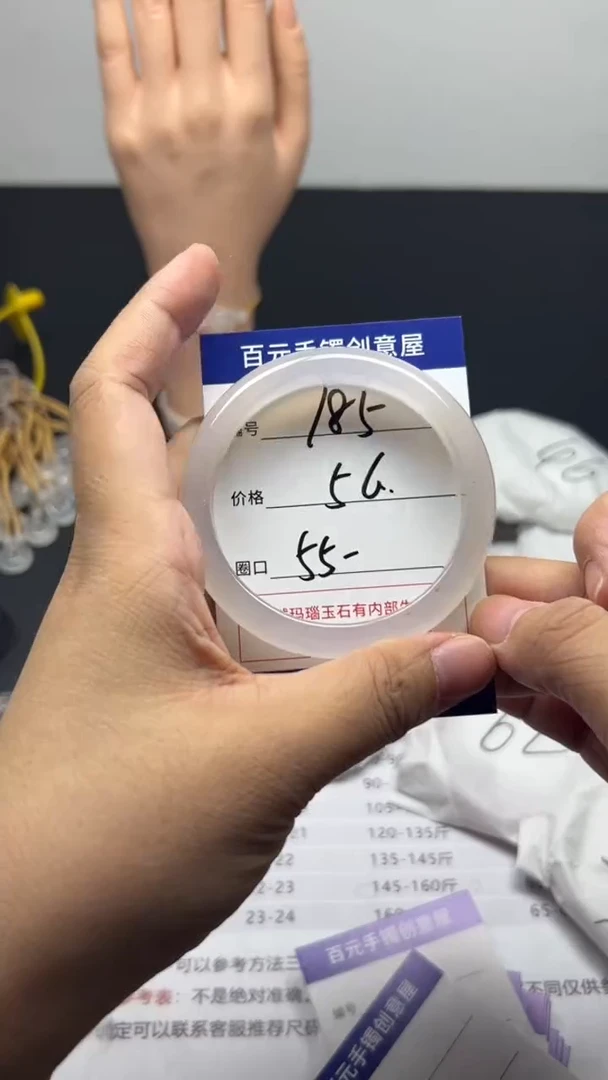 百元手镯创意屋
号 185
价格 56.
圈口 55-
玛瑙玉石有内部
90-
105-
21 120-135斤
22 135-145斤
22-23 145-160斤
23-24 160
65-
可以参考方法三
参考表：不是绝对准确
不同仅供参
定可以联系客服推荐尺
百元手镯创意屋
编号
百元手镯创意屋